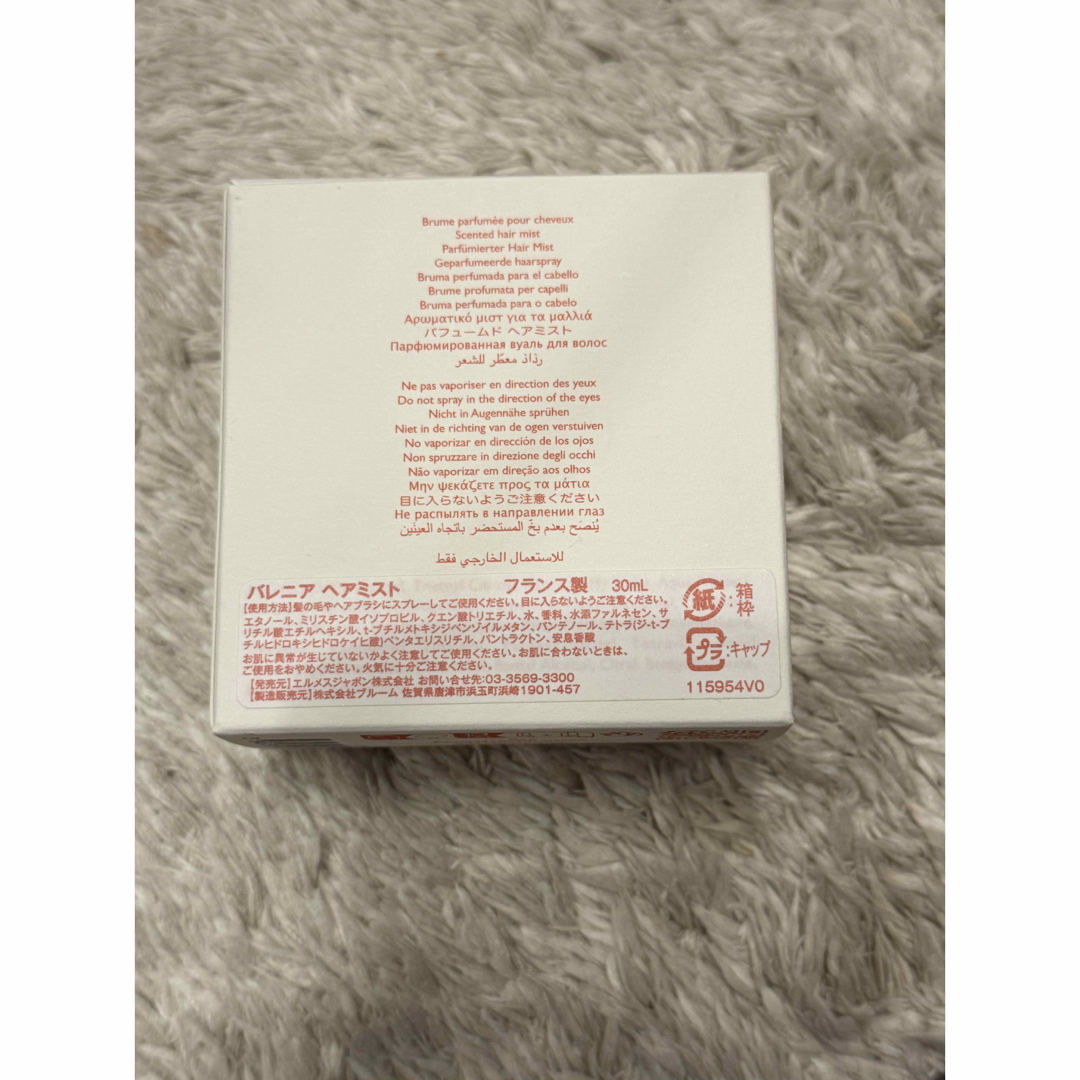 Brume parfumée pour cheveux
Scented hair mist
Parfümierter Hair Mist
Geparfumeerde haarspray
Bruma perfumada para el cabello
Brume profumata per capelli
Bruma perfumada para o cabelo
Αρωματικό μιστ για τα μαλλιά
パフュームド ヘアミスト
Парфюмированная вуаль для волос
رذاذ معطّر للشعر
Ne pas vaporiser en direction des yeux
Do not spray in the direction of the eyes
Nicht in Augennähe sprühen
Niet in de richting van de ogen verstuiven
No vaporizar en dirección de los ojos
Non spruzzare in direzione degli occhi
Não vaporizar em direção aos olhos
Μην ψεκάζετε προς τα μάτια
目に入らないようご注意ください
Не распылять в направлении глаз
يُنصَح بعدم بخّ المستحضر باتجاه العينَين
للاستعمال الخارجي فقط
バレニア ヘアミスト フランス製 30mL
【使用方法】髪の毛やヘアブラシにスプレーしてご使用ください。目に入らないようご注意ください。
エタノール、ミリスチン酸イソプロピル、クエン酸トリエチル、水、香料、水添ファルネセン、サ
リチル酸エチルヘキシル、t-ブチルメトキシジベンゾイルメタン、パンテノール、テトラ(ジ-t-ブ
チルヒドロキシヒドロケイヒ酸)ペンタエリスリチル、パントラクトン、安息香酸
お肌に異常が生じていないかよく注意してご使用ください。お肌に合わないときは、
ご使用をおやめください。火気に十分ご注意ください。
【発売元】エルメスジャポン株式会社 お問い合せ先:03-3569-3300
【製造販売元】株式会社ブルーム 佐賀県唐津市浜玉町浜崎1901-457
紙 :箱 枠
プラ :キャップ
115954V0